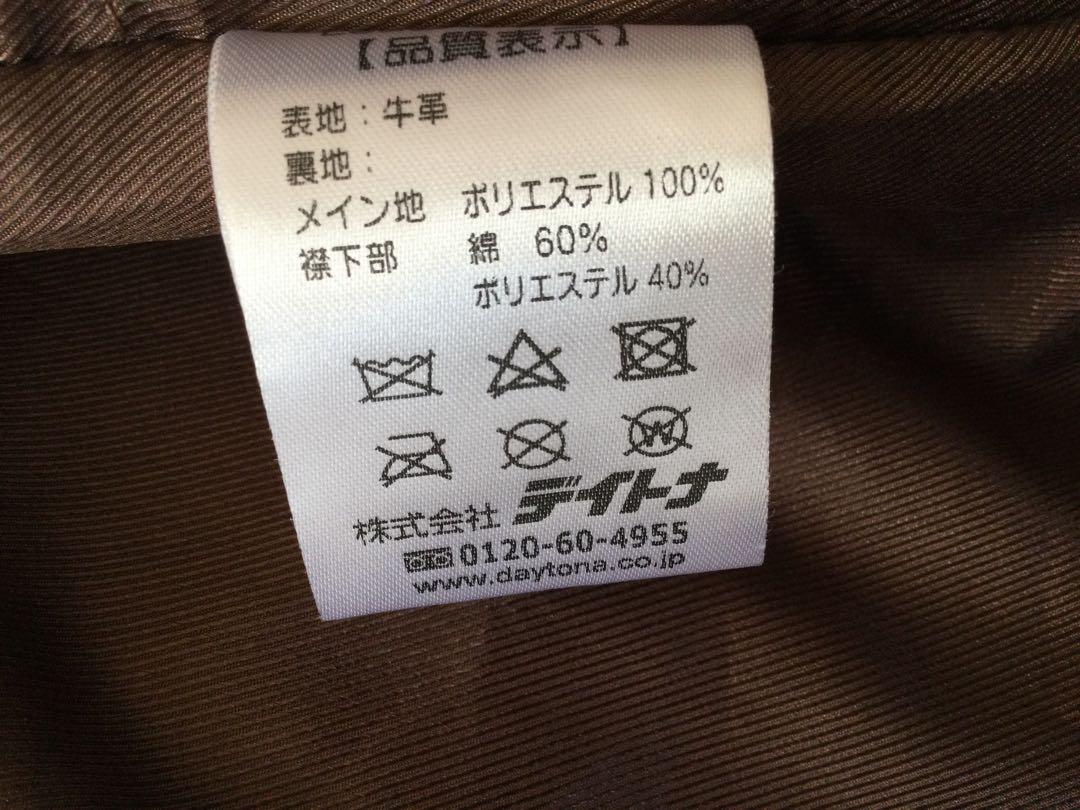 【品質表示】
表地:牛革
裏地:
メイン地 ポリエステル 100%
襟下部 綿 60%
ポリエステル 40%
W
株式会社 デイトナ
0120-60-4955
www.daytona.co.jp